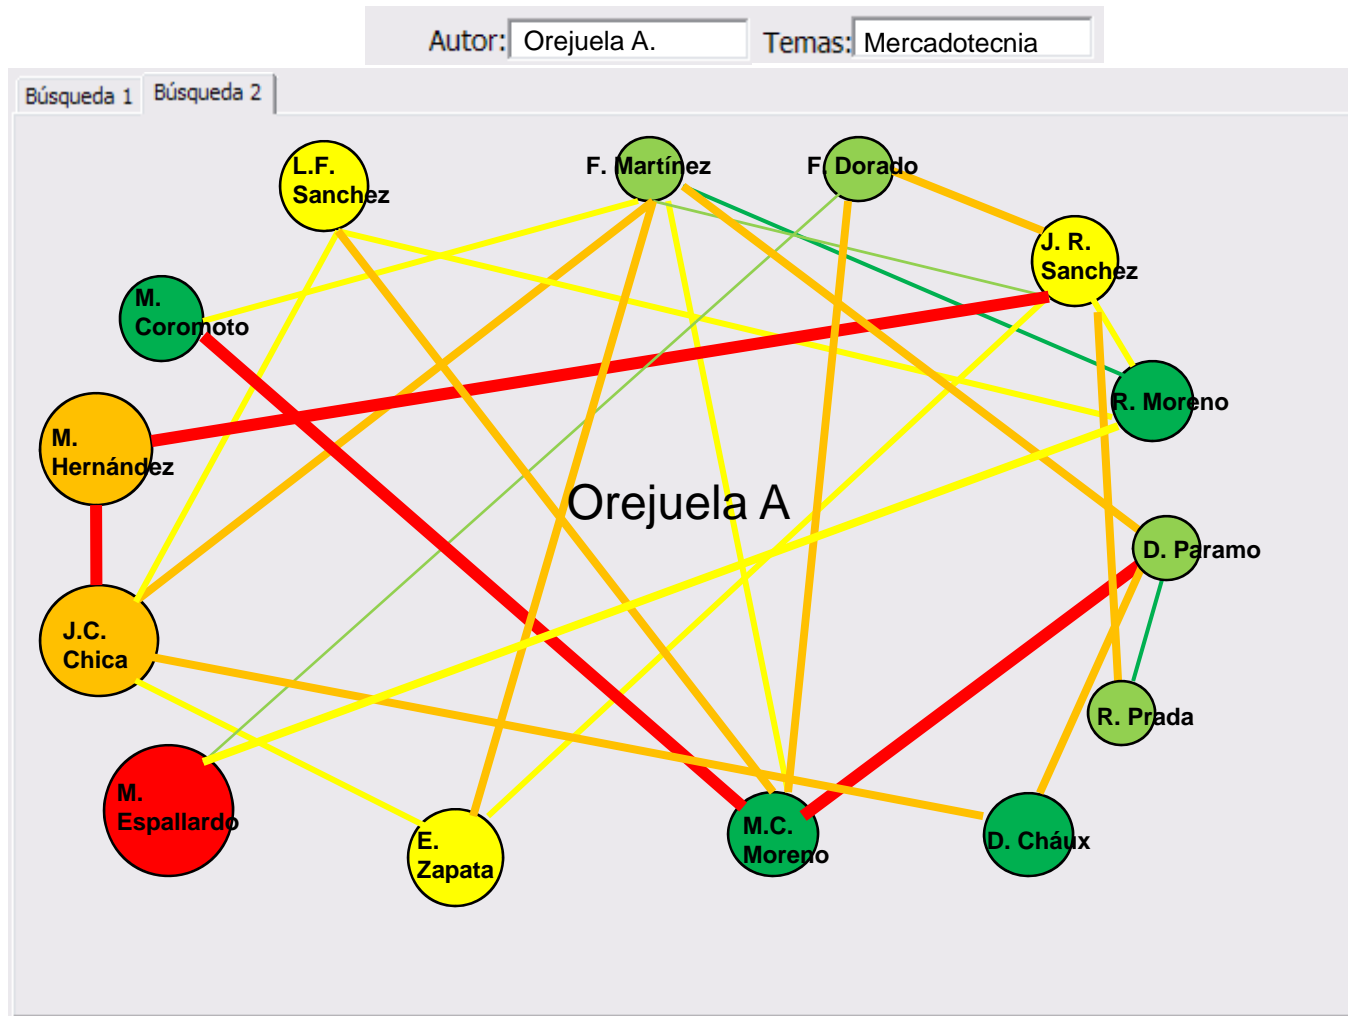 Autor: Orejuela A. Temas: Mercadotecnia
Búsqueda 1 Búsqueda 2
L.F.
Sanchez
F. Martínez
F. Dorado
J. R.
Sanchez
M.
Coromoto
R. Moreno
M.
Hernández
Orejuela A
D. Paramo
J.C.
Chica
R. Prada
M.
Espallardo
E.
Zapata
M.C.
Moreno
D. Cháux